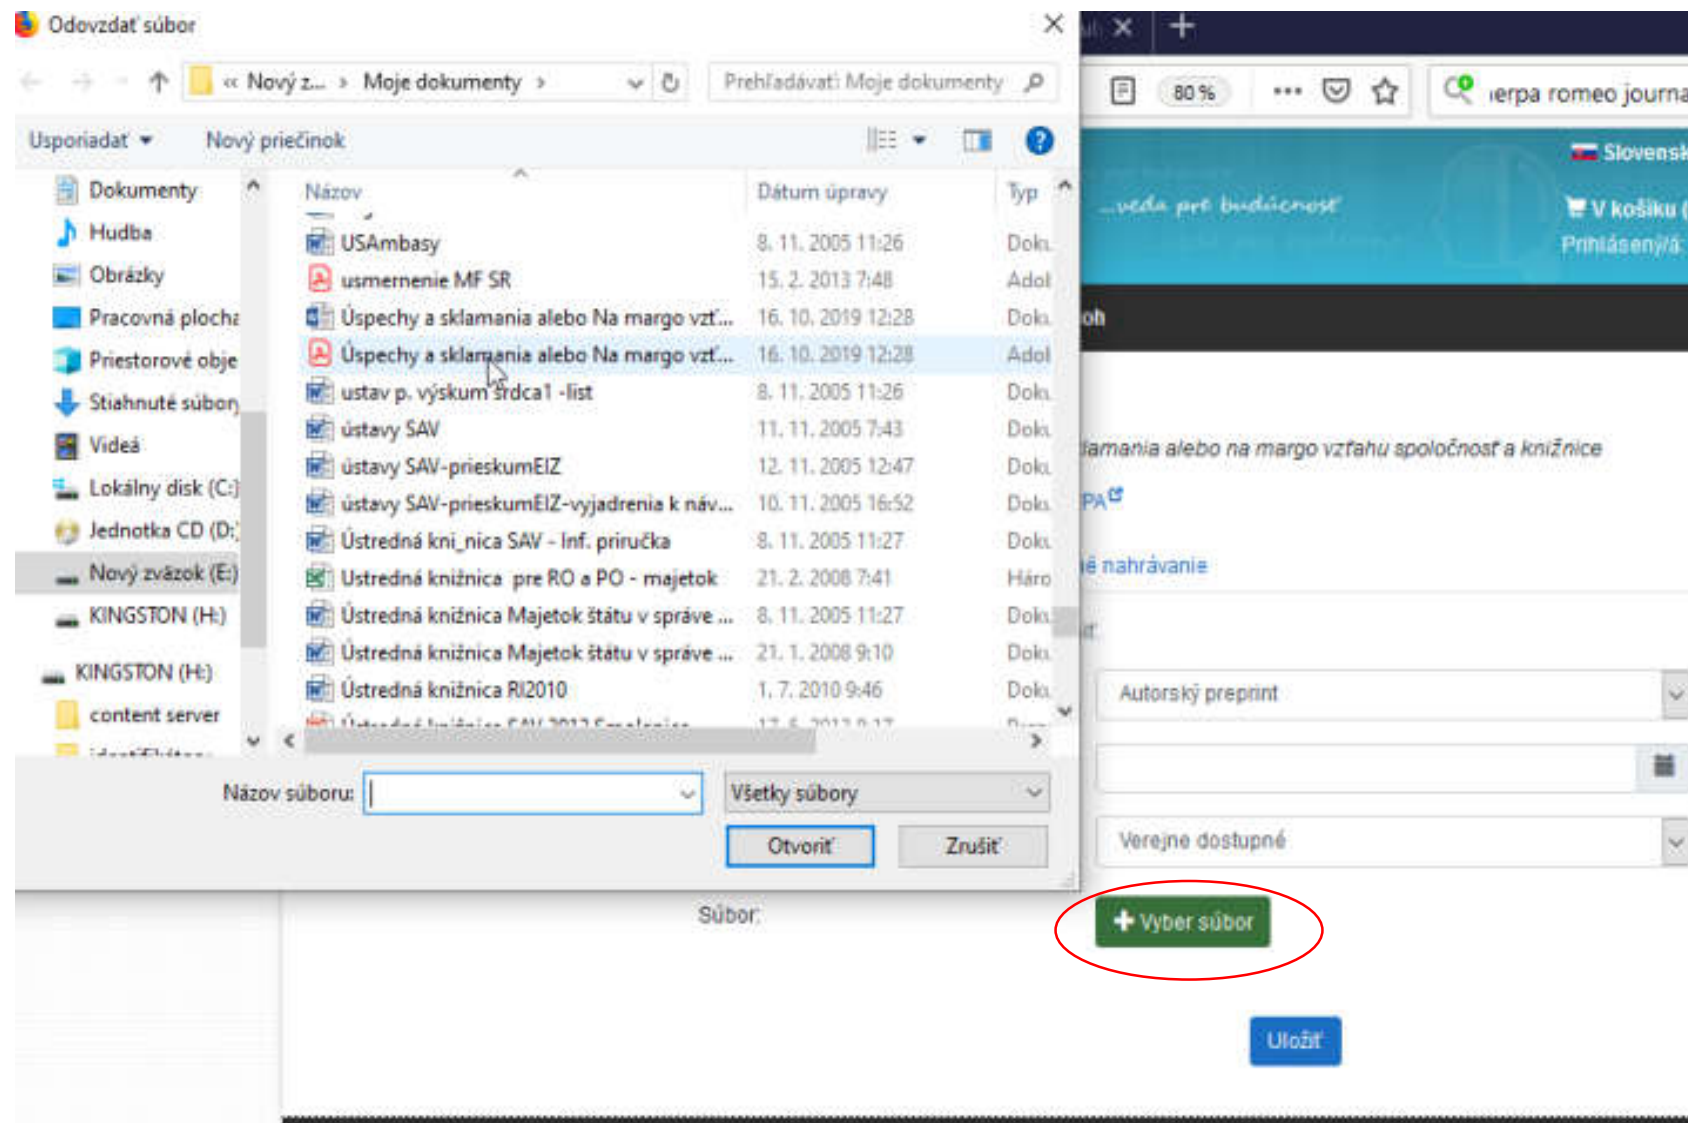 Odovzdať súbor
80 %
erpa romeo journa
« Nový z... › Moje dokumenty ›
Prehľadávať: Moje dokumenty
Usporiadať
Nový priečinok
Slovensk
...veda pre budúcnosť
V košíku (
Prihlásený/á:
Dokumenty
Hudba
Obrázky
Pracovná plocha
Priestorové obje
Stiahnuté súbor
Videá
Lokálny disk (C:)
Jednotka CD (D:)
Nový zväzok (E:)
KINGSTON (H:)
KINGSTON (H:)
content server
Názov Dátum úpravy Typ
USAmbasy 8. 11. 2005 11:26 Doku
usmernenie MF SR 15. 2. 2013 7:48 Adol
Úspechy a sklamania alebo Na margo vzť... 16. 10. 2019 12:28 Doku
Úspechy a sklamania alebo Na margo vzť... 16. 10. 2019 12:28 Adol
ustav p. výskum srdca1 -list 8. 11. 2005 11:26 Doku
ústavy SAV 11. 11. 2005 7:43 Doku
ústavy SAV-prieskumEIZ 12. 11. 2005 12:47 Doku
ústavy SAV-prieskumEIZ-vyjadrenia k náv... 10. 11. 2005 16:52 Doku
Ústredná kni_nica SAV - Inf. priručka 8. 11. 2005 11:27 Doku
Ustredná knižnica pre RO a PO - majetok 21. 2. 2008 7:41 Háro
Ústredná knižnica Majetok štátu v správe ... 8. 11. 2005 11:27 Doku
Ústredná knižnica Majetok štátu v správe ... 21. 1. 2008 9:10 Doku
Ústredná knižnica RI2010 1. 7. 2010 9:46 Doku
Názov súboru:
Všetky súbory
Otvoriť
Zrušiť
oh
lamania alebo na margo vzťahu spoločnosť a knižnice
PA
é nahrávanie
Autorský preprint
Verejne dostupné
Súbor:
Vyber súbor
Uložiť